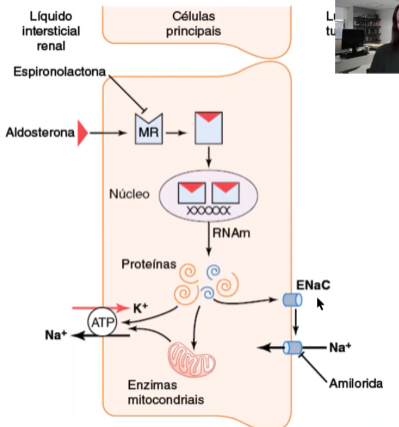 Líquido
intersticial
renal
Células
principais
Espironolactona
Aldosterona
MR
Núcleo
RNAm
Proteínas
ENaC
K⁺
ATP
Na⁺
Na⁺
Enzimas
mitocondriais
Amilorida